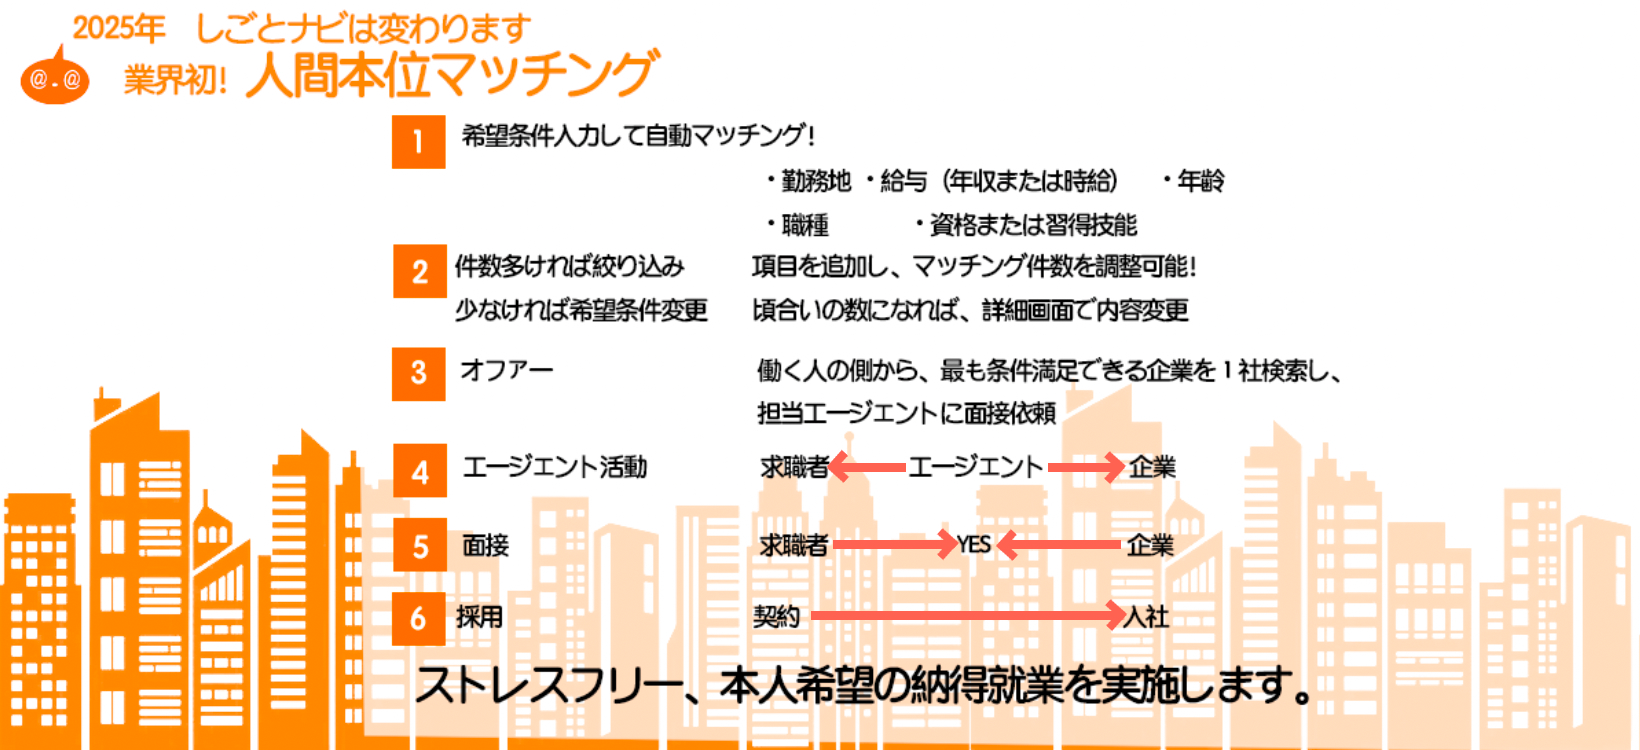 2025年　しごとナビは変わります
@.@ 業界初! 人間本位マッチング
1 希望条件入力して自動マッチング!
・勤務地 ・給与（年収または時給） ・年齢
・職種 ・資格または習得技能
2 件数多ければ絞り込み 項目を追加し、マッチング件数を調整可能!
少なければ希望条件変更 頃合いの数になれば、詳細画面で内容変更
3 オファー 働く人の側から、最も条件満足できる企業を1社検索し、
担当エージェントに面接依頼
4 エージェント活動 求職者 エージェント 企業
5 面接 求職者 YES 企業
6 採用 契約 入社
ストレスフリー、本人希望の納得就業を実施します。